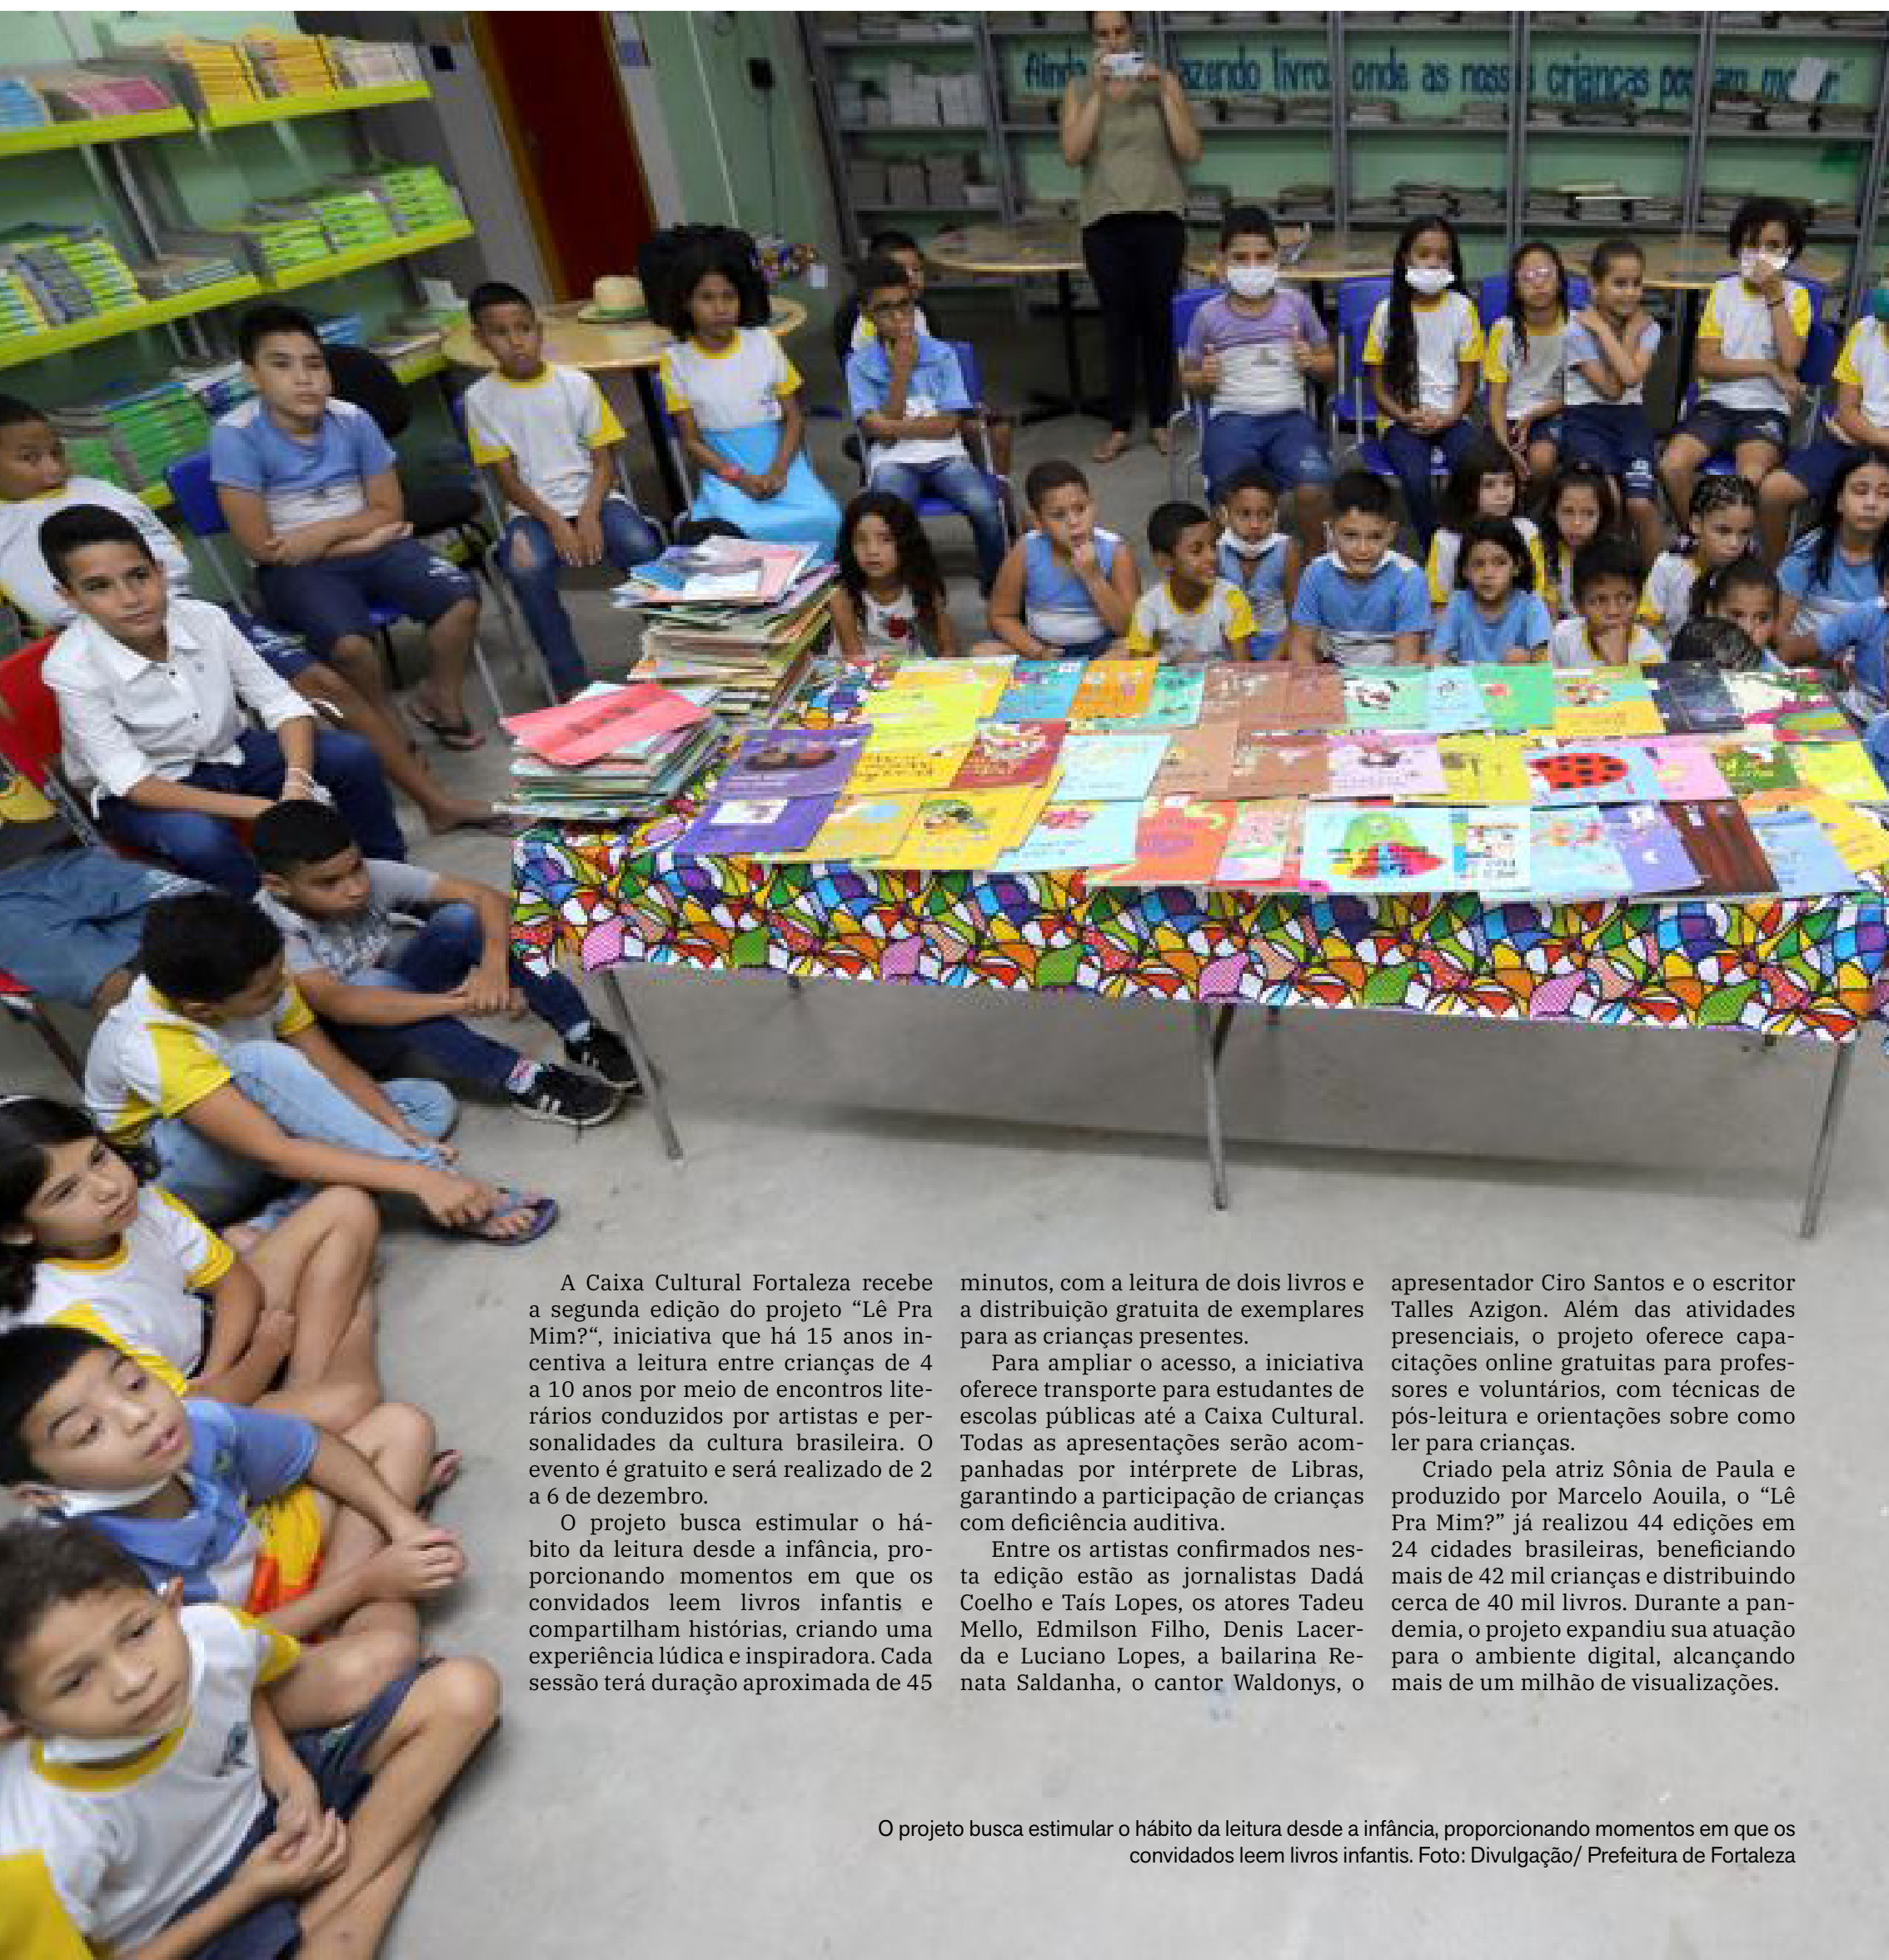 Ainda
azendo livros onde as nossas crianças possam morar."
A Caixa Cultural Fortaleza recebe
a segunda edição do projeto “Lê Pra
Mim?“, iniciativa que há 15 anos in-
centiva a leitura entre crianças de 4
a 10 anos por meio de encontros lite-
rários conduzidos por artistas e per-
sonalidades da cultura brasileira. O
evento é gratuito e será realizado de 2
a 6 de dezembro.
O projeto busca estimular o há-
bito da leitura desde a infância, pro-
porcionando momentos em que os
convidados leem livros infantis e
compartilham histórias, criando uma
experiência lúdica e inspiradora. Cada
sessão terá duração aproximada de 45
minutos, com a leitura de dois livros e
a distribuição gratuita de exemplares
para as crianças presentes.
Para ampliar o acesso, a iniciativa
oferece transporte para estudantes de
escolas públicas até a Caixa Cultural.
Todas as apresentações serão acom-
panhadas por intérprete de Libras,
garantindo a participação de crianças
com deficiência auditiva.
Entre os artistas confirmados nes-
ta edição estão as jornalistas Dadá
Coelho e Taís Lopes, os atores Tadeu
Mello, Edmilson Filho, Denis Lacer-
da e Luciano Lopes, a bailarina Re-
nata Saldanha, o cantor Waldonys, o
apresentador Ciro Santos e o escritor
Talles Azigon. Além das atividades
presenciais, o projeto oferece capa-
citações online gratuitas para profes-
sores e voluntários, com técnicas de
pós-leitura e orientações sobre como
ler para crianças.
Criado pela atriz Sônia de Paula e
produzido por Marcelo Aouila, o “Lê
Pra Mim?” já realizou 44 edições em
24 cidades brasileiras, beneficiando
mais de 42 mil crianças e distribuindo
cerca de 40 mil livros. Durante a pan-
demia, o projeto expandiu sua atuação
para o ambiente digital, alcançando
mais de um milhão de visualizações.
O projeto busca estimular o hábito da leitura desde a infância, proporcionando momentos em que os
convidados leem livros infantis. Foto: Divulgação/ Prefeitura de Fortaleza